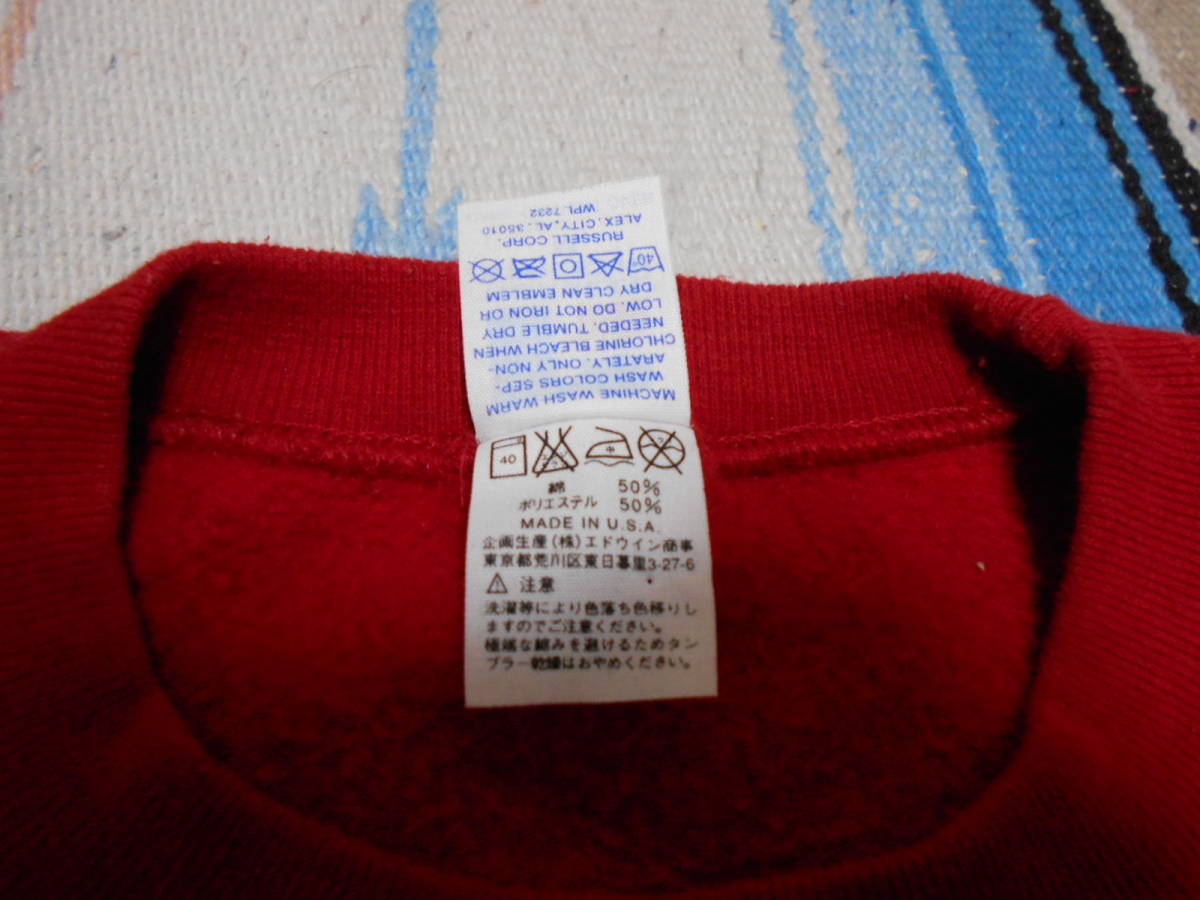 MACHINE WASH WARM
WASH COLORS SEP-
ARATELY. ONLY NON-
CHLORINE BLEACH WHEN
NEEDED. TUMBLE DRY
LOW. DO NOT IRON OR
DRY CLEAN EMBLEM
40°
RUSSELL CORP.
ALEX. CITY, AL. 35010
WPL 7232
40
綿 50%
ポリエステル 50%
MADE IN U.S.A.
企画生産(株)エドウイン商事
東京都荒川区東日暮里3-27-6
注意
洗濯等により色落ち色移りし
ますのでご注意ください。
極端な縮みを避けるためタン
ブラー乾燥はおやめください。